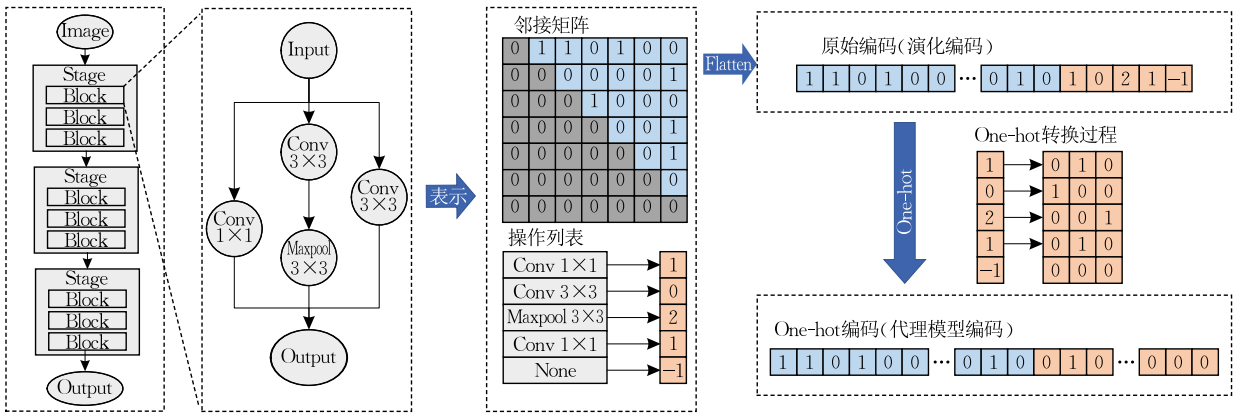 Image
Stage
Block
Block
Block
Stage
Block
Block
Block
Stage
Block
Block
Block
Output
Input
Conv
3×3
Conv
3×3
Conv
1×1
Maxpool
3×3
Output
表示
邻接矩阵
0 1 1 0 1 0 0
0 0 0 0 0 0 1
0 0 0 1 0 0 0
0 0 0 0 0 0 1
0 0 0 0 0 0 1
0 0 0 0 0 0 0
0 0 0 0 0 0 0
操作列表
Conv 1×1 1
Conv 3×3 0
Maxpool 3×3 2
Conv 1×1 1
None -1
Flatten
原始编码(演化编码)
1 1 0 1 0 0 … 0 1 0 1 0 2 1 -1
One-hot
One-hot转换过程
1 0 1 0
0 1 0 0
2 0 0 1
1 0 1 0
-1 0 0 0
One-hot编码(代理模型编码)
1 1 0 1 0 0 … 0 1 0 0 1 0 … 0 0 0